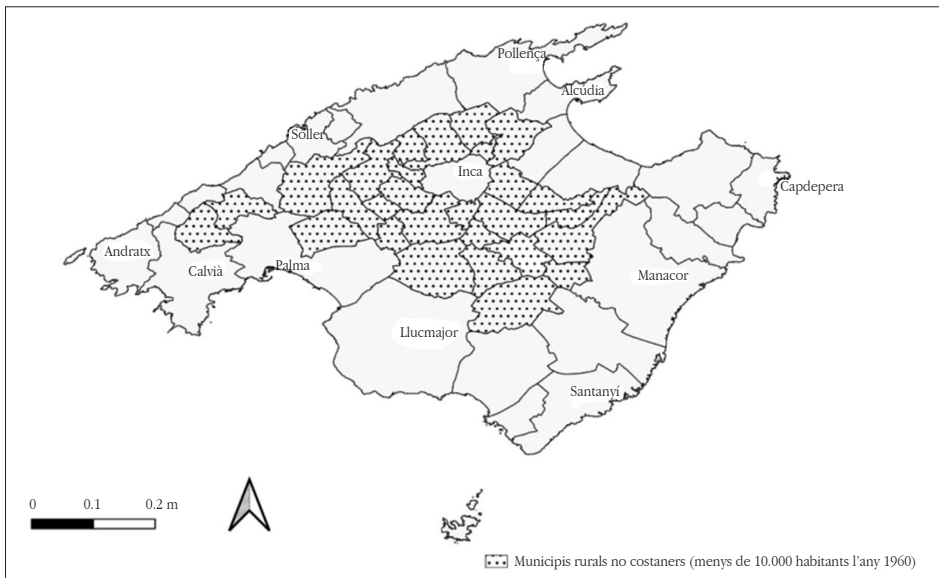 Pollença
Alcúdia
Sóller
Inca
Capdepera
Andratx
Calvià
Palma
Manacor
Llucmajor
Santanyí
0 0.1 0.2 m
Municipis rurals no costaners (menys de 10.000 habitants l'any 1960)